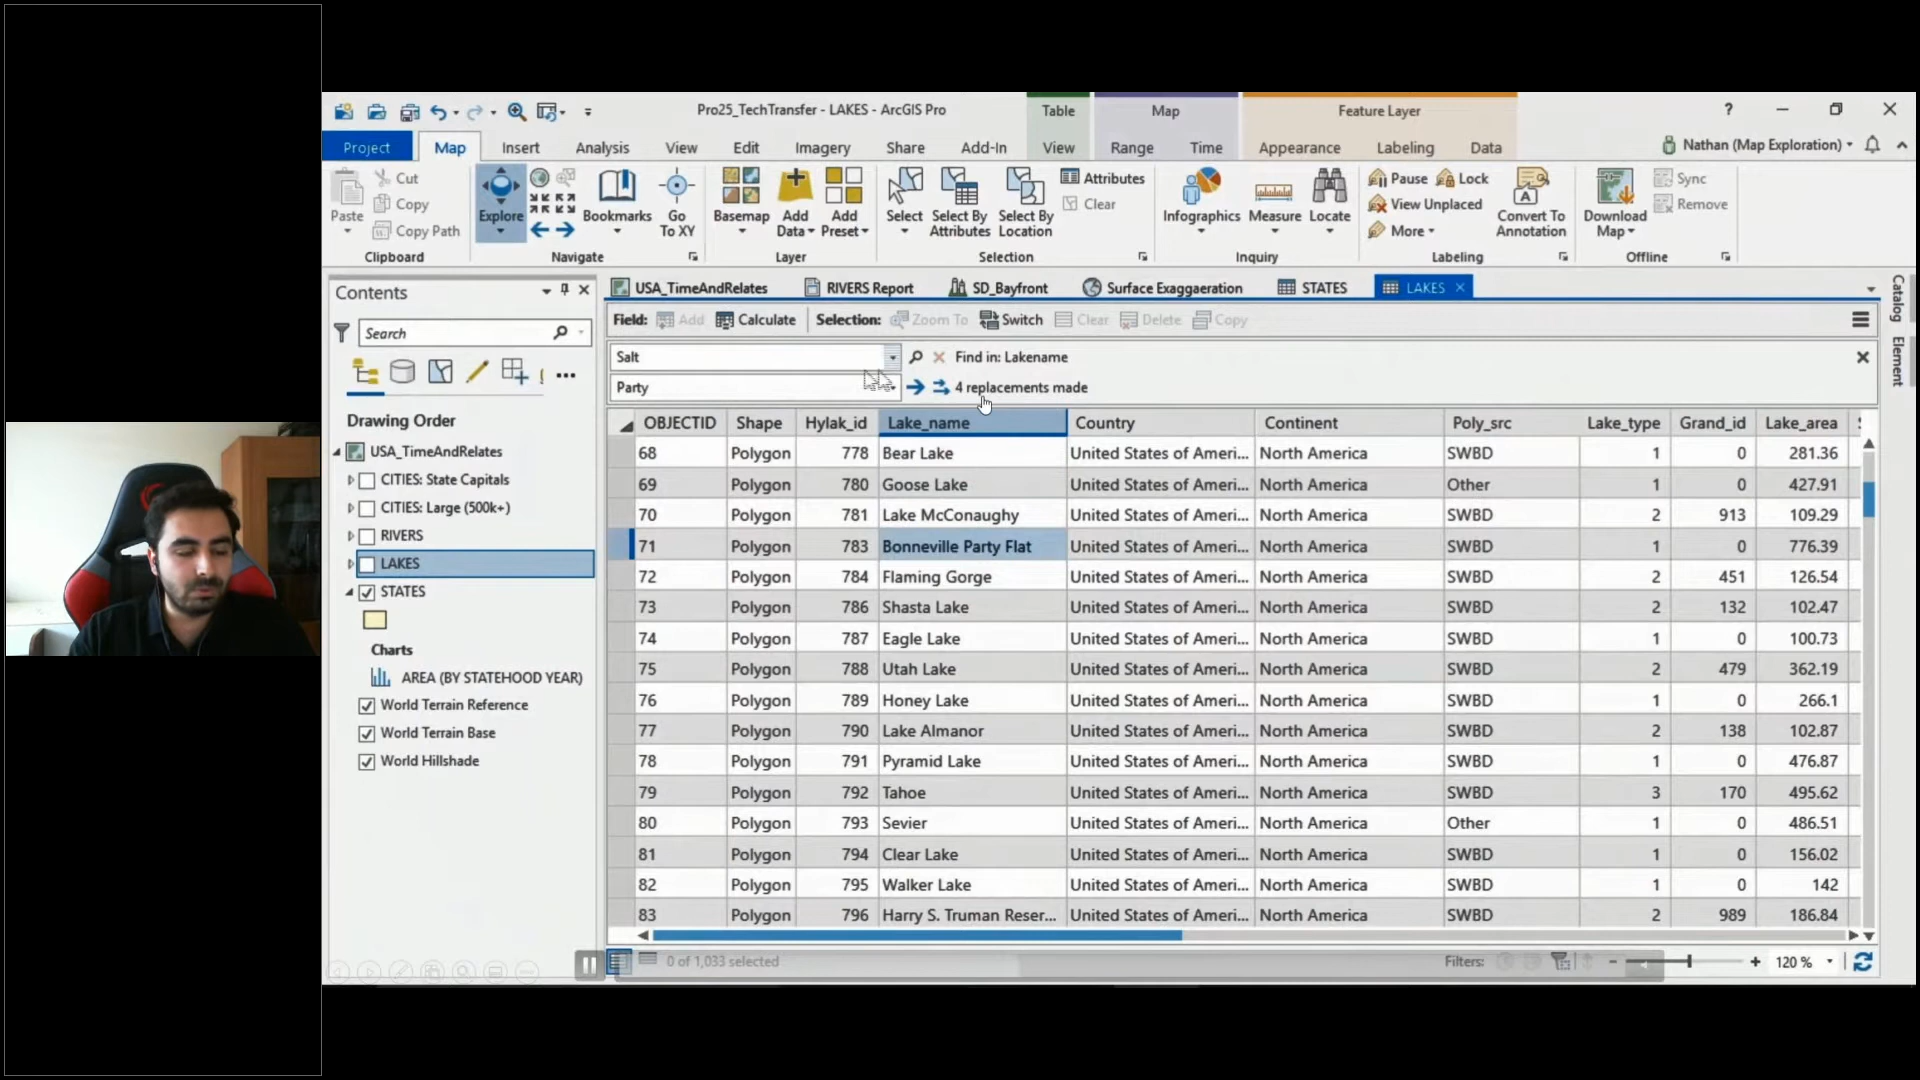 Pro25_TechTransfer - LAKES - ArcGIS Pro
Table
Map
Feature Layer
?
Project
Map
Insert
Analysis
View
Edit
Imagery
Share
Add-In
View
Range
Time
Appearance
Labeling
Data
Nathan (Map Exploration)
Paste
Cut
Copy
Copy Path
Clipboard
Explore
Bookmarks
Go To XY
Navigate
Basemap
Add Data
Add Preset
Layer
Select
Select By Attributes
Select By Location
Attributes
Clear
Selection
Infographics
Measure
Locate
Inquiry
Pause
Lock
View Unplaced
More
Convert To Annotation
Labeling
Download Map
Sync
Remove
Offline
Contents
Search
Drawing Order
USA_TimeAndRelates
CITIES: State Capitals
CITIES: Large (500k+)
RIVERS
LAKES
STATES
Charts
AREA (BY STATEHOOD YEAR)
World Terrain Reference
World Terrain Base
World Hillshade
USA_TimeAndRelates
RIVERS Report
SD_Bayfront
Surface Exaggaeration
STATES
LAKES
Catalog
Element
Field: Add Calculate Selection: Zoom To Switch Clear Delete Copy
Salt
Find in: Lakename
Party
4 replacements made
OBJECTID Shape Hylak_id Lake_name Country Continent Poly_src Lake_type Grand_id Lake_area
68 Polygon 778 Bear Lake United States of Ameri... North America SWBD 1 0 281.36
69 Polygon 780 Goose Lake United States of Ameri... North America Other 1 0 427.91
70 Polygon 781 Lake McConaughy United States of Ameri... North America SWBD 2 913 109.29
71 Polygon 783 Bonneville Party Flat United States of Ameri... North America SWBD 1 0 776.39
72 Polygon 784 Flaming Gorge United States of Ameri... North America SWBD 2 451 126.54
73 Polygon 786 Shasta Lake United States of Ameri... North America SWBD 2 132 102.47
74 Polygon 787 Eagle Lake United States of Ameri... North America SWBD 1 0 100.73
75 Polygon 788 Utah Lake United States of Ameri... North America SWBD 2 479 362.19
76 Polygon 789 Honey Lake United States of Ameri... North America SWBD 1 0 266.1
77 Polygon 790 Lake Almanor United States of Ameri... North America SWBD 2 138 102.87
78 Polygon 791 Pyramid Lake United States of Ameri... North America SWBD 1 0 476.87
79 Polygon 792 Tahoe United States of Ameri... North America SWBD 3 170 495.62
80 Polygon 793 Sevier United States of Ameri... North America Other 1 0 486.51
81 Polygon 794 Clear Lake United States of Ameri... North America SWBD 1 0 156.02
82 Polygon 795 Walker Lake United States of Ameri... North America SWBD 1 0 142
83 Polygon 796 Harry S. Truman Reser... United States of Ameri... North America SWBD 2 989 186.84
0 of 1,033 selected
Filters:
120 %